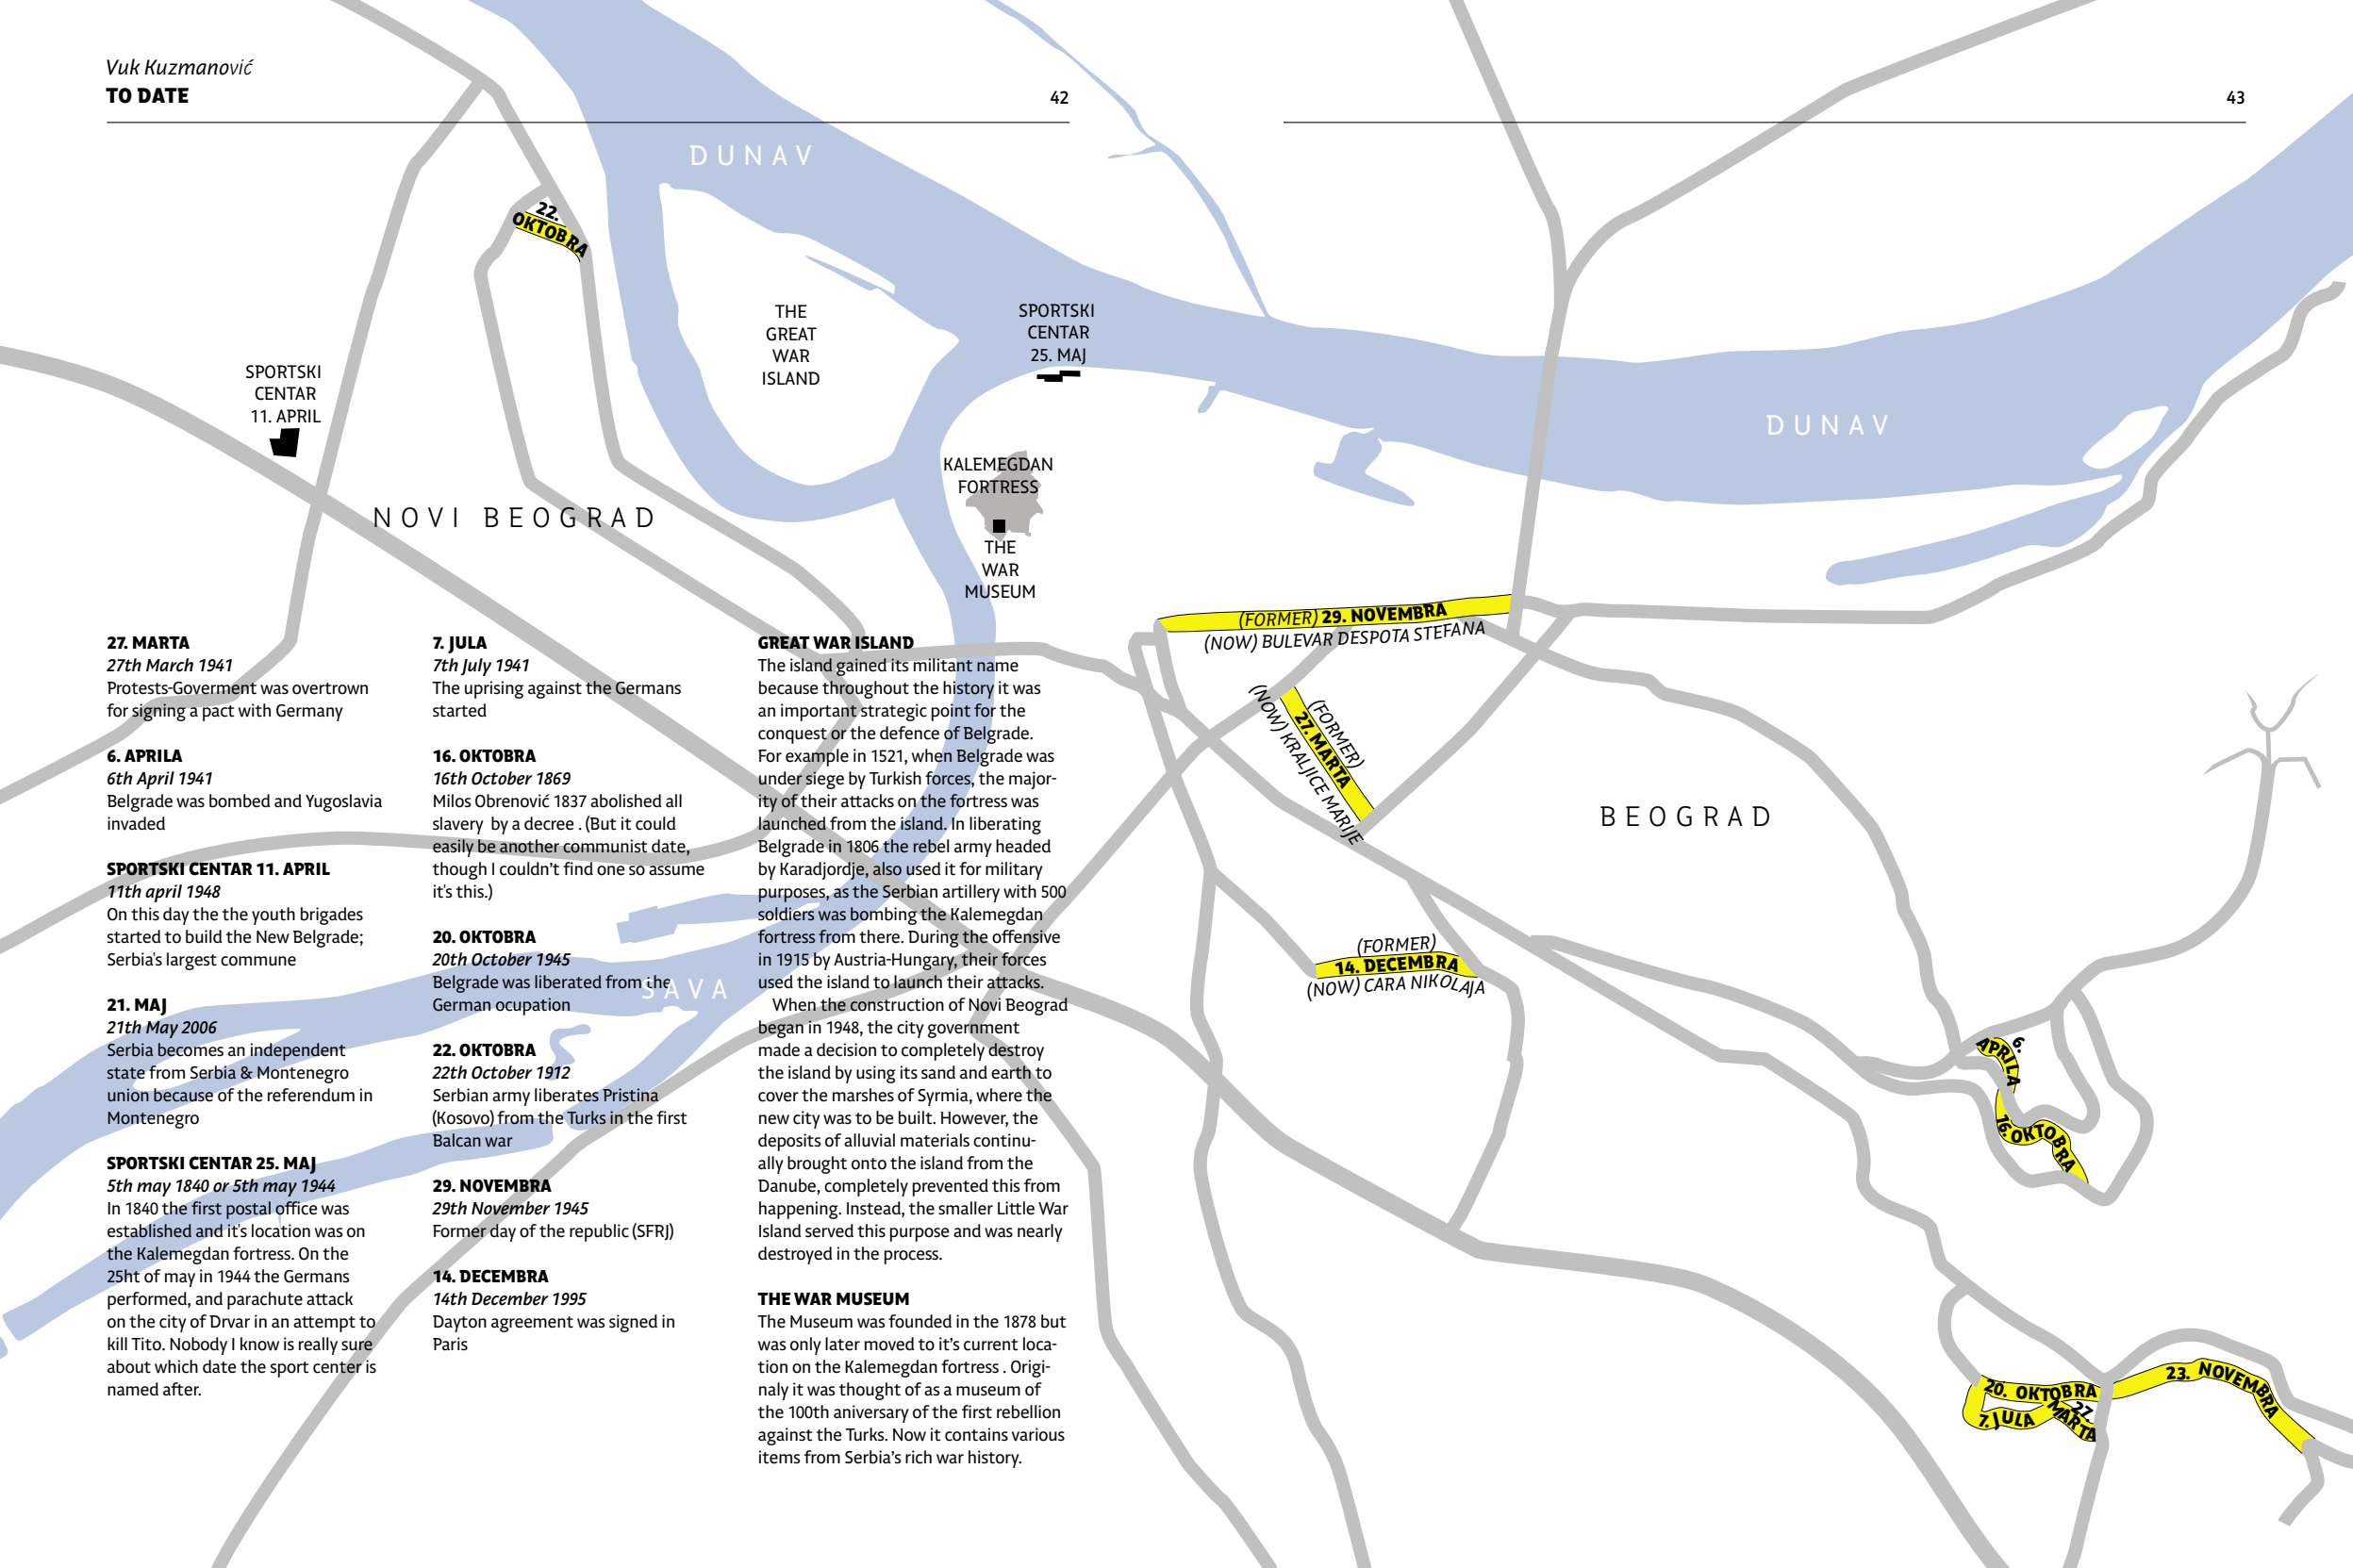 Vuk Kuzmanović
TO DATE
42
43
DUNAV
22.
OKTOBRA
THE
GREAT
WAR
ISLAND
SPORTSKI
CENTAR
25. MAJ
SPORTSKI
CENTAR
11. APRIL
DUNAV
KALEMEGDAN
FORTRESS
NOVI BEOGRAD
THE
WAR
MUSEUM
(FORMER) 29. NOVEMBRA
(NOW) BULEVAR DESPOTA STEFANA
(FORMER)
27. MARTA
(NOW) KRALJICE MARIJE
BEOGRAD
(FORMER)
14. DECEMBRA
(NOW) CARA NIKOLAJA
SAVA
6.
APRILA
16. OKTOBRA
20. OKTOBRA
7. JULA
27.
MARTA
23. NOVEMBRA
27. MARTA
27th March 1941
Protests-Goverment was overtrown
for signing a pact with Germany
6. APRILA
6th April 1941
Belgrade was bombed and Yugoslavia
invaded
SPORTSKI CENTAR 11. APRIL
11th april 1948
On this day the the youth brigades
started to build the New Belgrade;
Serbia's largest commune
21. MAJ
21th May 2006
Serbia becomes an independent
state from Serbia & Montenegro
union because of the referendum in
Montenegro
SPORTSKI CENTAR 25. MAJ
5th may 1840 or 5th may 1944
In 1840 the first postal office was
established and it's location was on
the Kalemegdan fortress. On the
25ht of may in 1944 the Germans
performed, and parachute attack
on the city of Drvar in an attempt to
kill Tito. Nobody I know is really sure
about which date the sport center is
named after.
7. JULA
7th July 1941
The uprising against the Germans
started
16. OKTOBRA
16th October 1869
Milos Obrenović 1837 abolished all
slavery by a decree . (But it could
easily be another communist date,
though I couldn't find one so assume
it's this.)
20. OKTOBRA
20th October 1945
Belgrade was liberated from the
German ocupation
22. OKTOBRA
22th October 1912
Serbian army liberates Pristina
(Kosovo) from the Turks in the first
Balcan war
29. NOVEMBRA
29th November 1945
Former day of the republic (SFRJ)
14. DECEMBRA
14th December 1995
Dayton agreement was signed in
Paris
GREAT WAR ISLAND
The island gained its militant name
because throughout the history it was
an important strategic point for the
conquest or the defence of Belgrade.
For example in 1521, when Belgrade was
under siege by Turkish forces, the major-
ity of their attacks on the fortress was
launched from the island. In liberating
Belgrade in 1806 the rebel army headed
by Karadjordje, also used it for military
purposes, as the Serbian artillery with 500
soldiers was bombing the Kalemegdan
fortress from there. During the offensive
in 1915 by Austria-Hungary, their forces
used the island to launch their attacks.
When the construction of Novi Beograd
began in 1948, the city government
made a decision to completely destroy
the island by using its sand and earth to
cover the marshes of Syrmia, where the
new city was to be built. However, the
deposits of alluvial materials continu-
ally brought onto the island from the
Danube, completely prevented this from
happening. Instead, the smaller Little War
Island served this purpose and was nearly
destroyed in the process.
THE WAR MUSEUM
The Museum was founded in the 1878 but
was only later moved to it's current loca-
tion on the Kalemegdan fortress . Origi-
naly it was thought of as a museum of
the 100th aniversary of the first rebellion
against the Turks. Now it contains various
items from Serbia's rich war history.